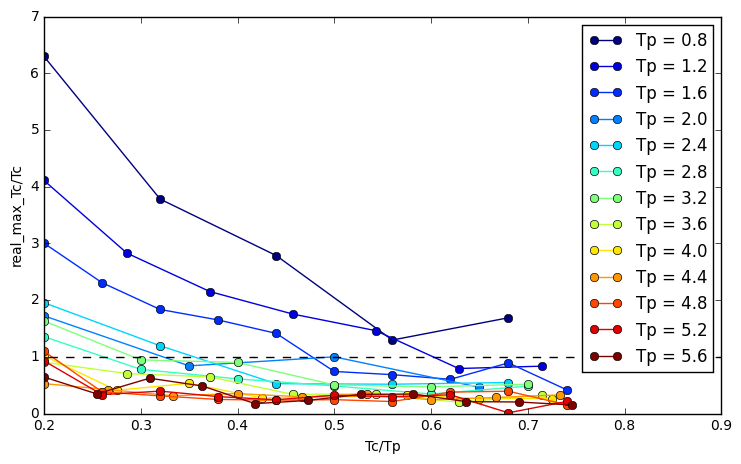 7
6
5
4
3
2
1
0
real_max_Tc/Tc
0.2 0.3 0.4 0.5 0.6 0.7 0.8 0.9
Tc/Tp
Tp = 0.8
Tp = 1.2
Tp = 1.6
Tp = 2.0
Tp = 2.4
Tp = 2.8
Tp = 3.2
Tp = 3.6
Tp = 4.0
Tp = 4.4
Tp = 4.8
Tp = 5.2
Tp = 5.6